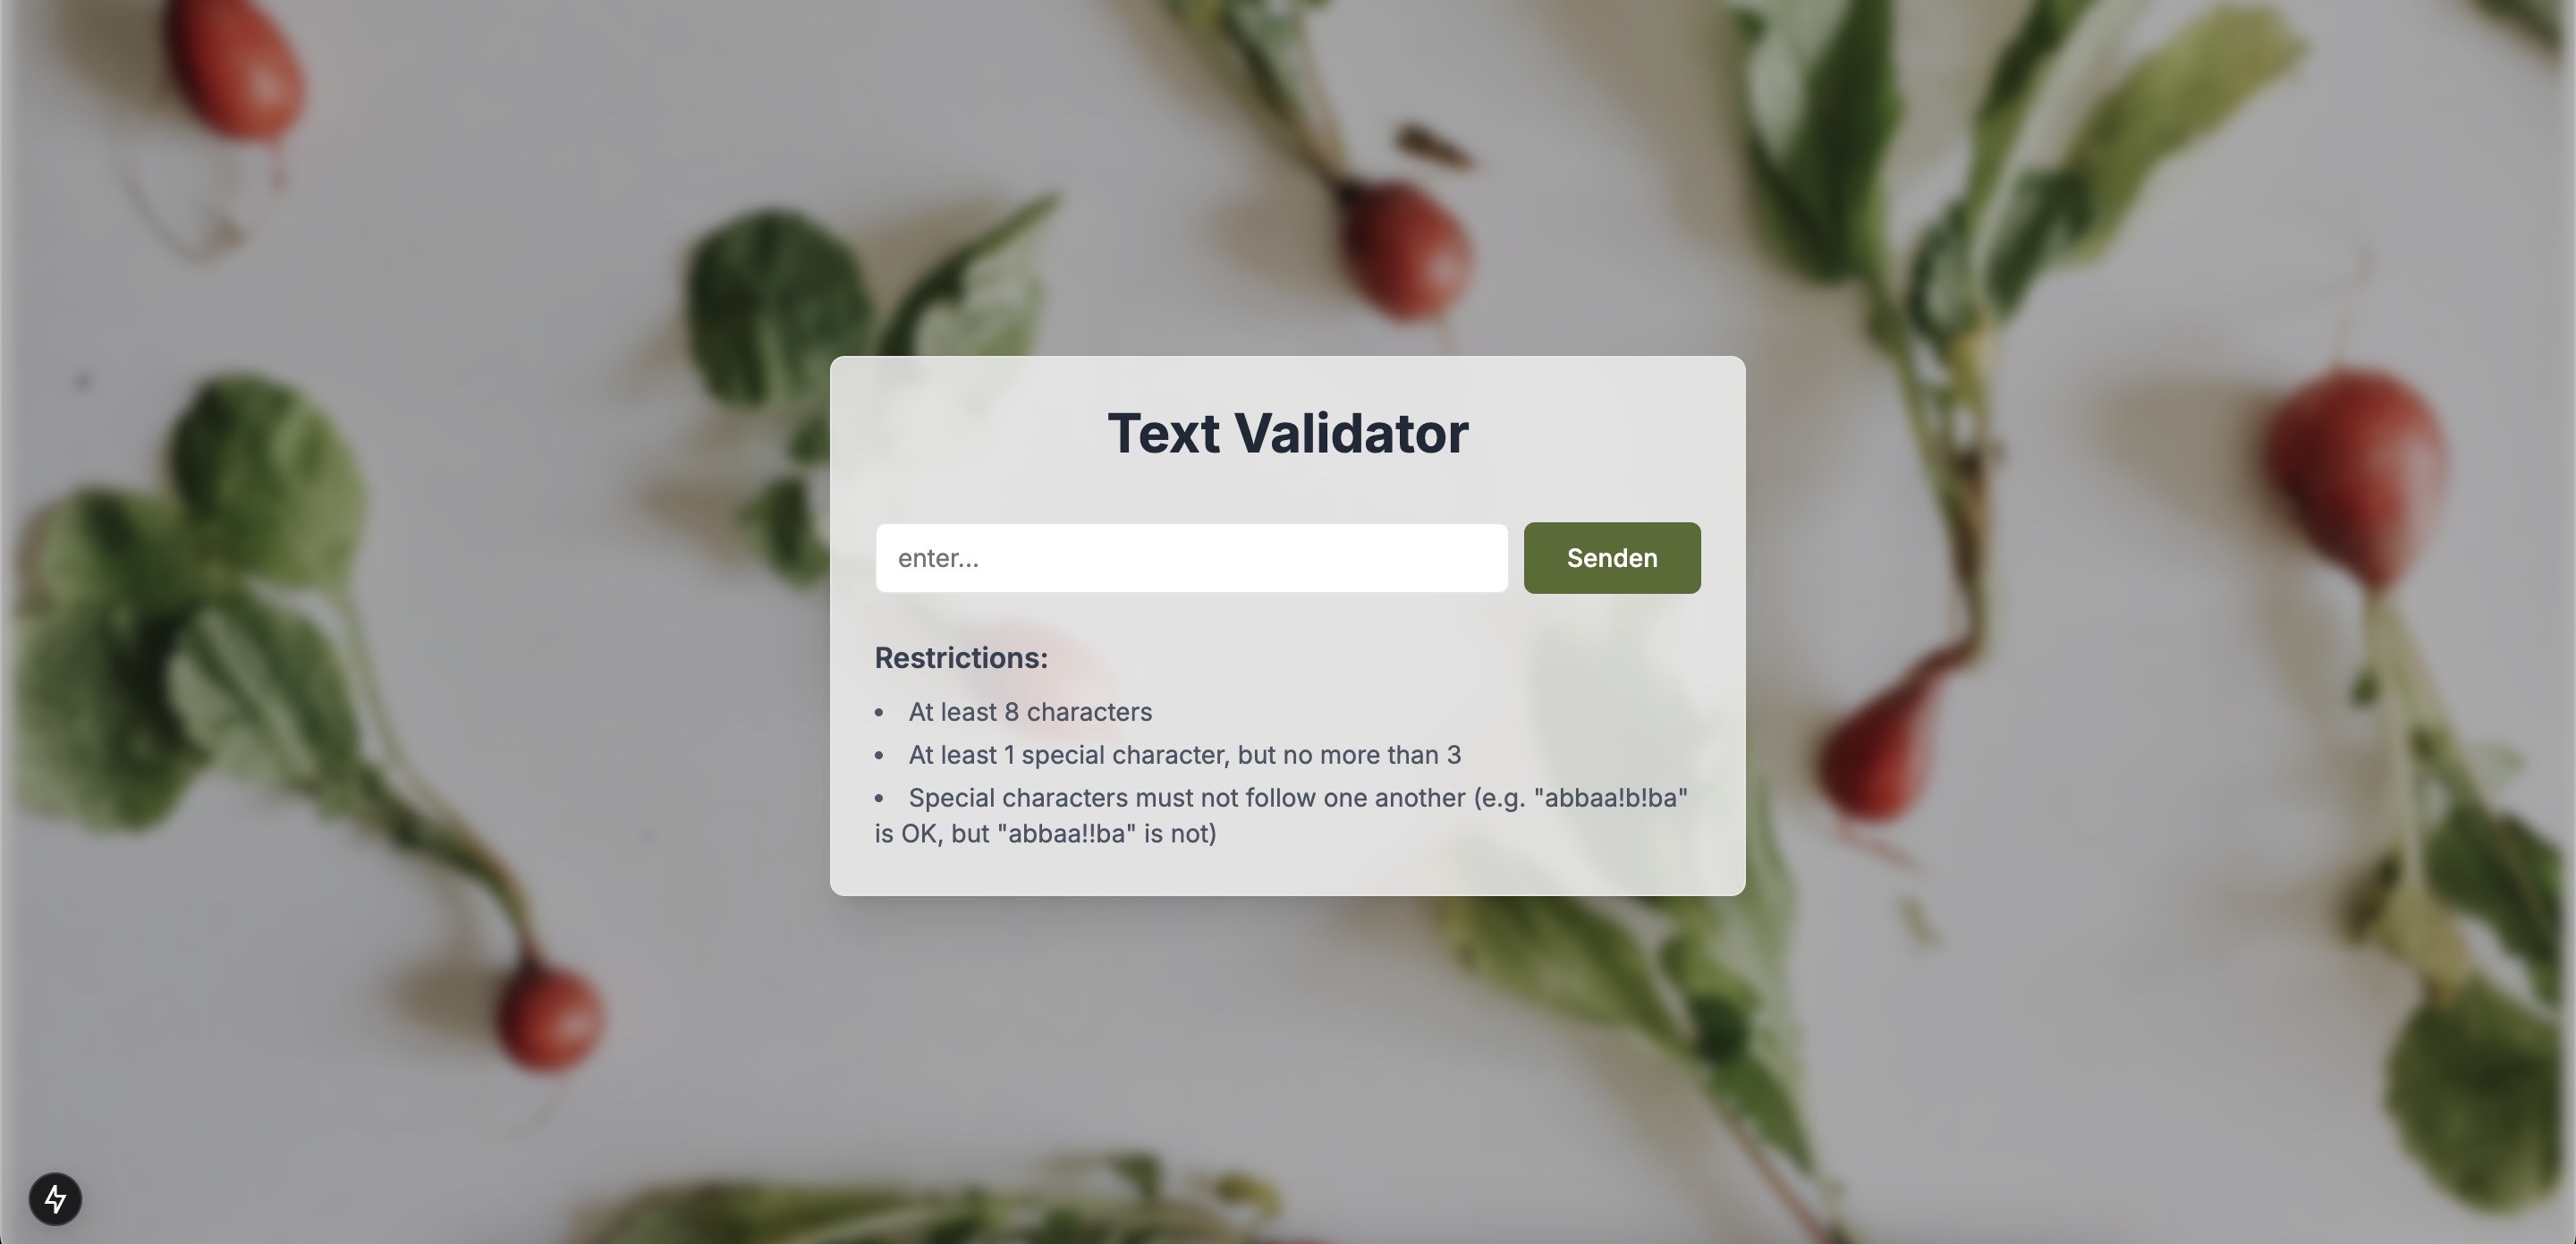 Text Validator
enter...
Senden
Restrictions:
• At least 8 characters
• At least 1 special character, but no more than 3
• Special characters must not follow one another (e.g. "abbaa!b!ba"
is OK, but "abbaa!!ba" is not)